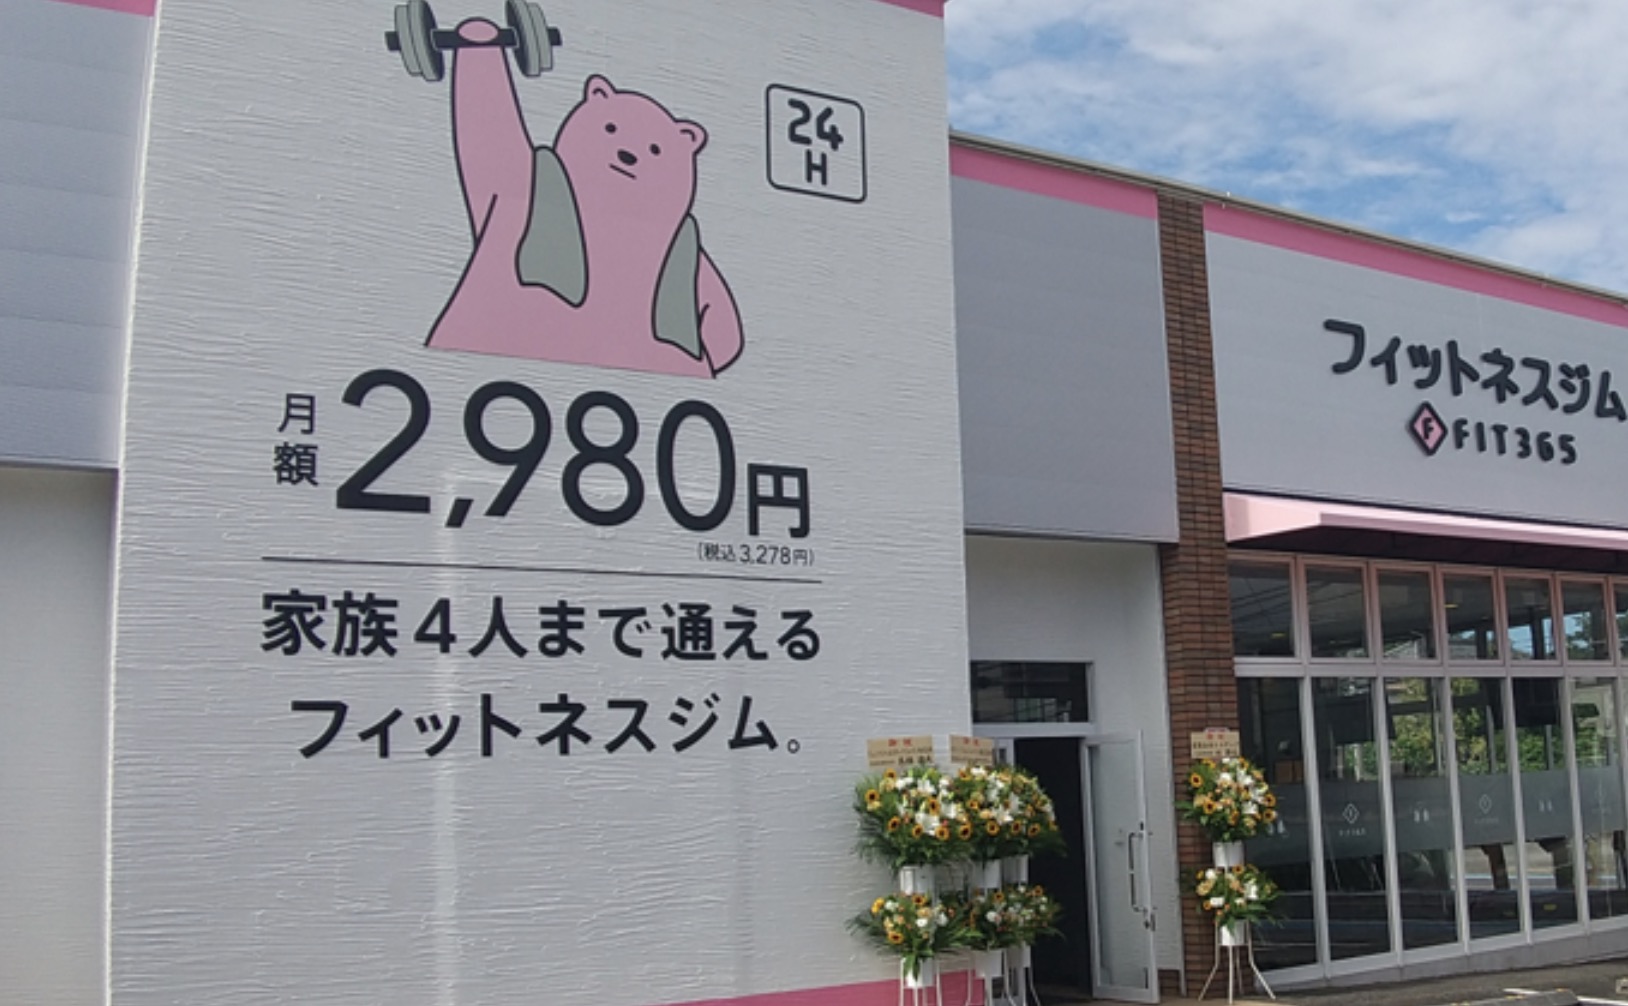 24
H
月額 2,980円
(税込3,278円)
家族4人まで通える
フィットネスジム。
フィットネスジム
F FIT365